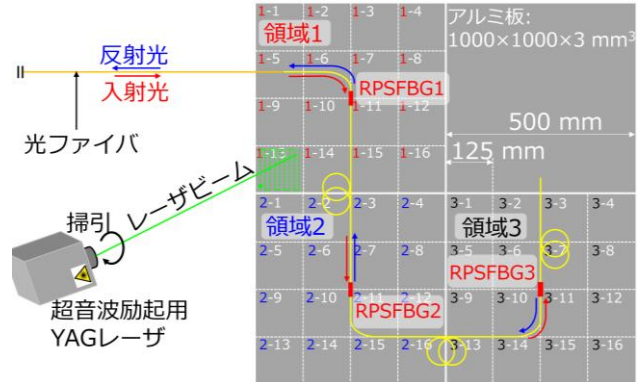 1-1 1-2 1-3 1-4
アルミ板:
1000×1000×3 mm³
領域1
反射光
1-5 1-6 1-7 1-8
入射光
RPSFBG1
1-9 1-10 1-11 1-12
500 mm
光ファイバ
125 mm
1-13 1-14 1-15 1-16
レーザビーム
掃引
2-1 2-2 2-3 2-4 3-1 3-2 3-3 3-4
領域2 領域3
2-5 2-6 2-7 2-8 3-5 3-6 3-7 3-8
RPSFBG3
超音波励起用
YAGレーザ
2-9 2-10 2-11 2-12 3-9 3-10 3-11 3-12
RPSFBG2
2-13 2-14 2-15 2-16 3-13 3-14 3-15 3-16